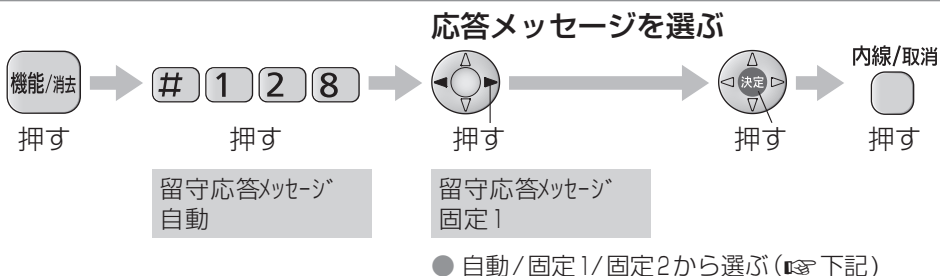 応答メッセージを選ぶ
機能/消去
押す
#128
押す
留守応答ﾒｯｾｰｼﾞ
自動
押す
留守応答ﾒｯｾｰｼﾞ
固定1
●自動/固定1/固定2から選ぶ(☞下記)
決定
押す
内線/取消
押す